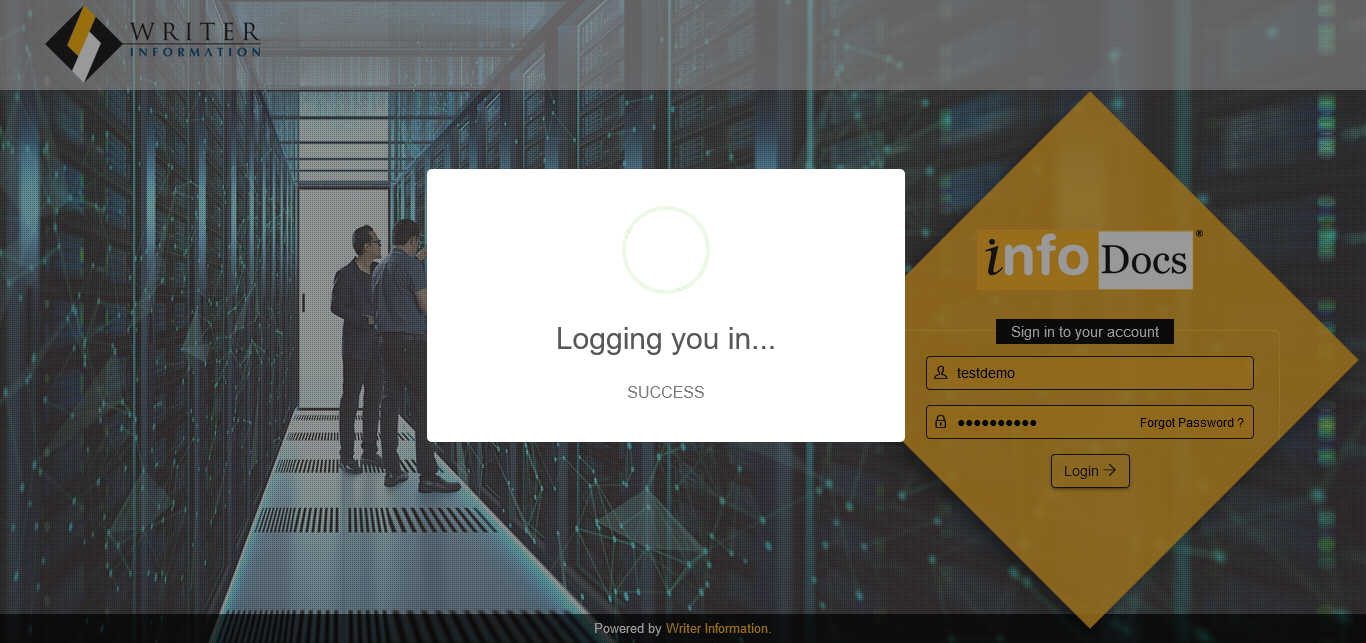 WRITER
INFORMATION
info Docs®
Sign in to your account
testdemo
●●●●●●●●●● Forgot Password ?
Login
Logging you in...
SUCCESS
Powered by Writer Information.